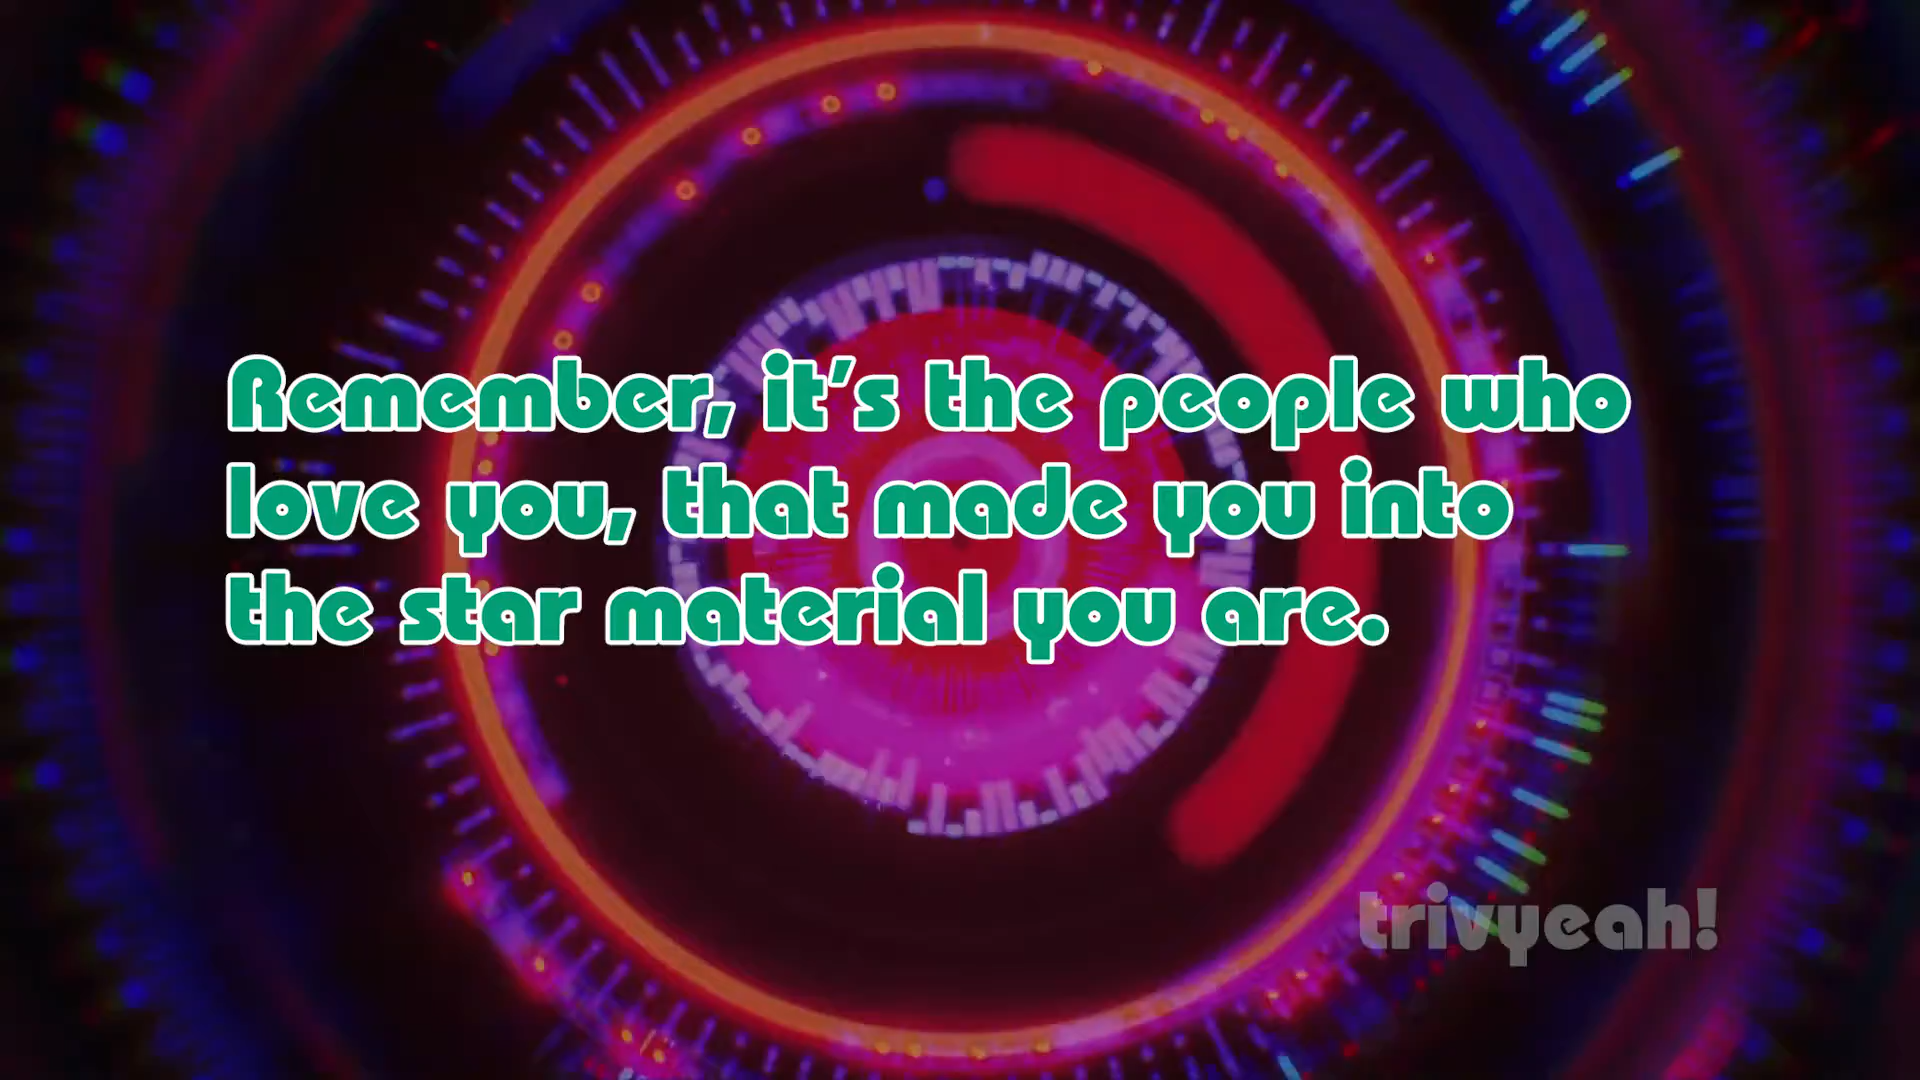 Remember, it's the people who
love you, that made you into
the star material you are.
trivyeah!